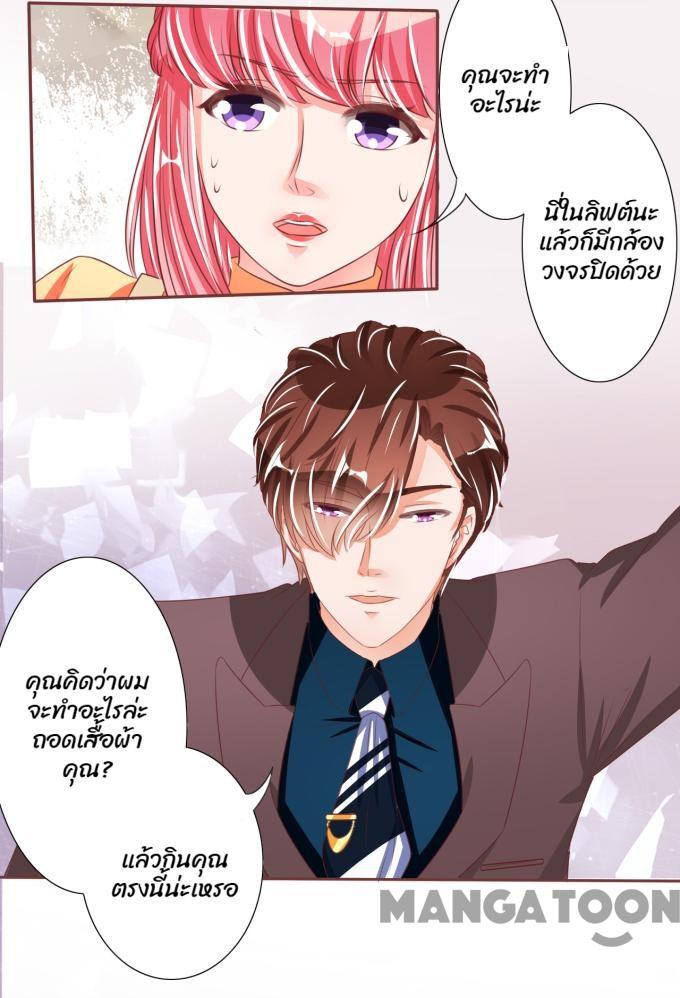 คุณจะทำ
อะไรน่ะ
นี่ในลิฟต์นะ
แล้วก็มีกล้อง
วงจรปิดด้วย
คุณคิดว่าผม
จะทำอะไรล่ะ
ถอดเสื้อผ้า
คุณ?
แล้วกินคุณ
ตรงนี้น่ะเหรอ
MANGATOON